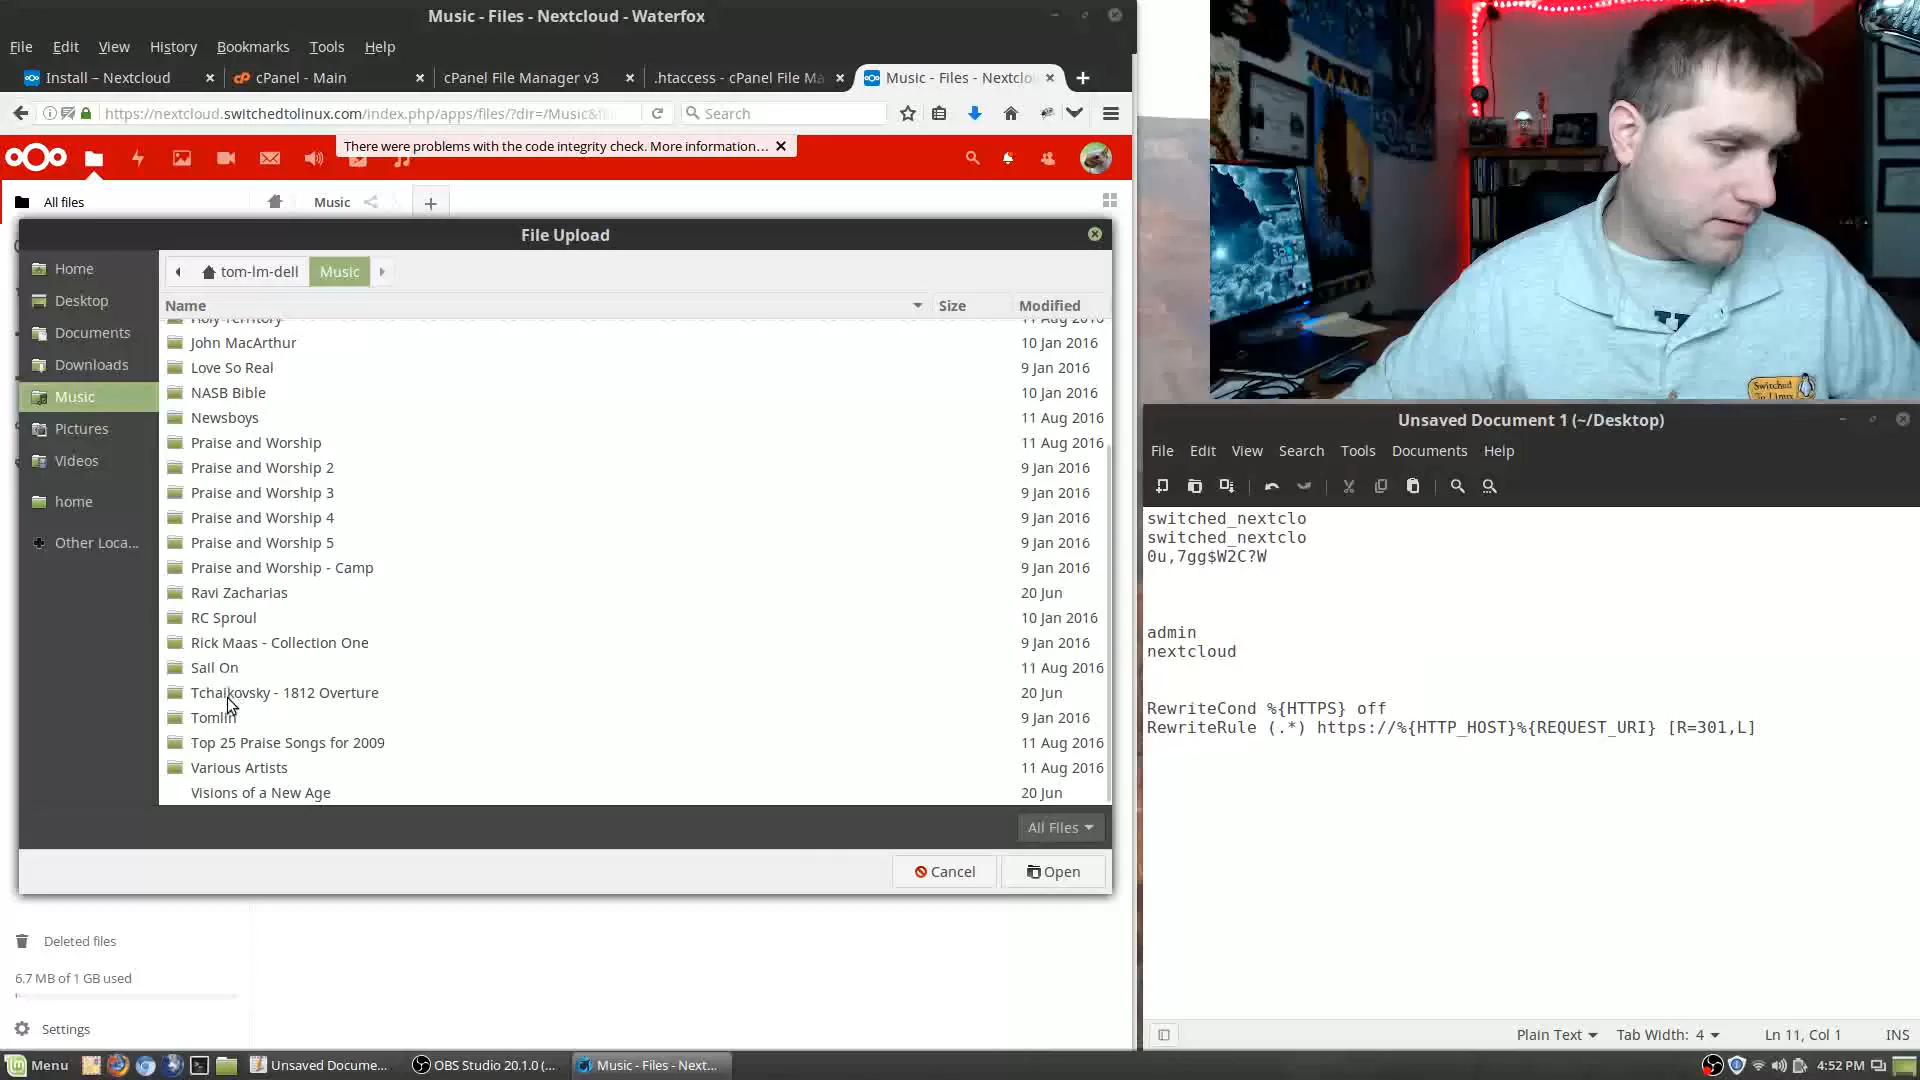 Music - Files - Nextcloud - Waterfox
File Edit View History Bookmarks Tools Help
Install – Nextcloud
cPanel - Main
cPanel File Manager v3
.htaccess - cPanel File Ma
Music - Files - Nextclo
https://nextcloud.switchedtolinux.com/index.php/apps/files/?dir=/Music&f
Search
There were problems with the code integrity check. More information…
All files
Music
File Upload
Home
Desktop
Documents
Downloads
Music
Pictures
Videos
home
Other Loca...
tom-lm-dell
Music
Name Size Modified
Holy Territory 11 Aug 2016
John MacArthur 10 Jan 2016
Love So Real 9 Jan 2016
NASB Bible 10 Jan 2016
Newsboys 11 Aug 2016
Praise and Worship 11 Aug 2016
Praise and Worship 2 9 Jan 2016
Praise and Worship 3 9 Jan 2016
Praise and Worship 4 9 Jan 2016
Praise and Worship 5 9 Jan 2016
Praise and Worship - Camp 9 Jan 2016
Ravi Zacharias 20 Jun
RC Sproul 10 Jan 2016
Rick Maas - Collection One 9 Jan 2016
Sail On 11 Aug 2016
Tchaikovsky - 1812 Overture 20 Jun
Tomlin 9 Jan 2016
Top 25 Praise Songs for 2009 11 Aug 2016
Various Artists 11 Aug 2016
Visions of a New Age 20 Jun
All Files
Cancel
Open
Deleted files
6.7 MB of 1 GB used
Settings
Switched
To Linux
Unsaved Document 1 (~/Desktop)
File Edit View Search Tools Documents Help
switched_nextclo
switched_nextclo
0u,7gg$W2C?W
admin
nextcloud
RewriteCond %{HTTPS} off
RewriteRule (.*) https://%{HTTP_HOST}%{REQUEST_URI} [R=301,L]
Plain Text Tab Width: 4 Ln 11, Col 1 INS
Menu
Unsaved Docume...
OBS Studio 20.1.0 (...
Music - Files - Next...
4:52 PM